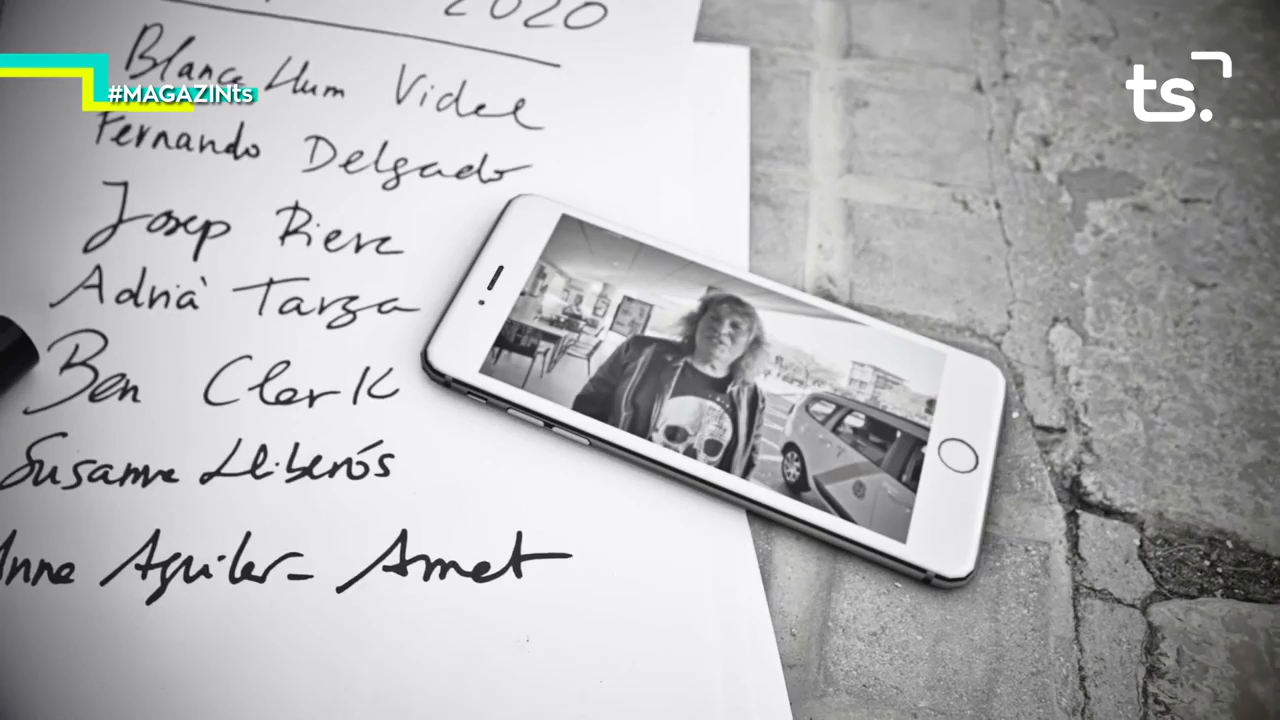 2020
Blanca Llum Vidal
#MAGAZINts
ts.
Fernando Delgado
Josep Riera
Adrià Targa
Ben Clark
Susanna Lliberós
Anna Aguilar-Amat